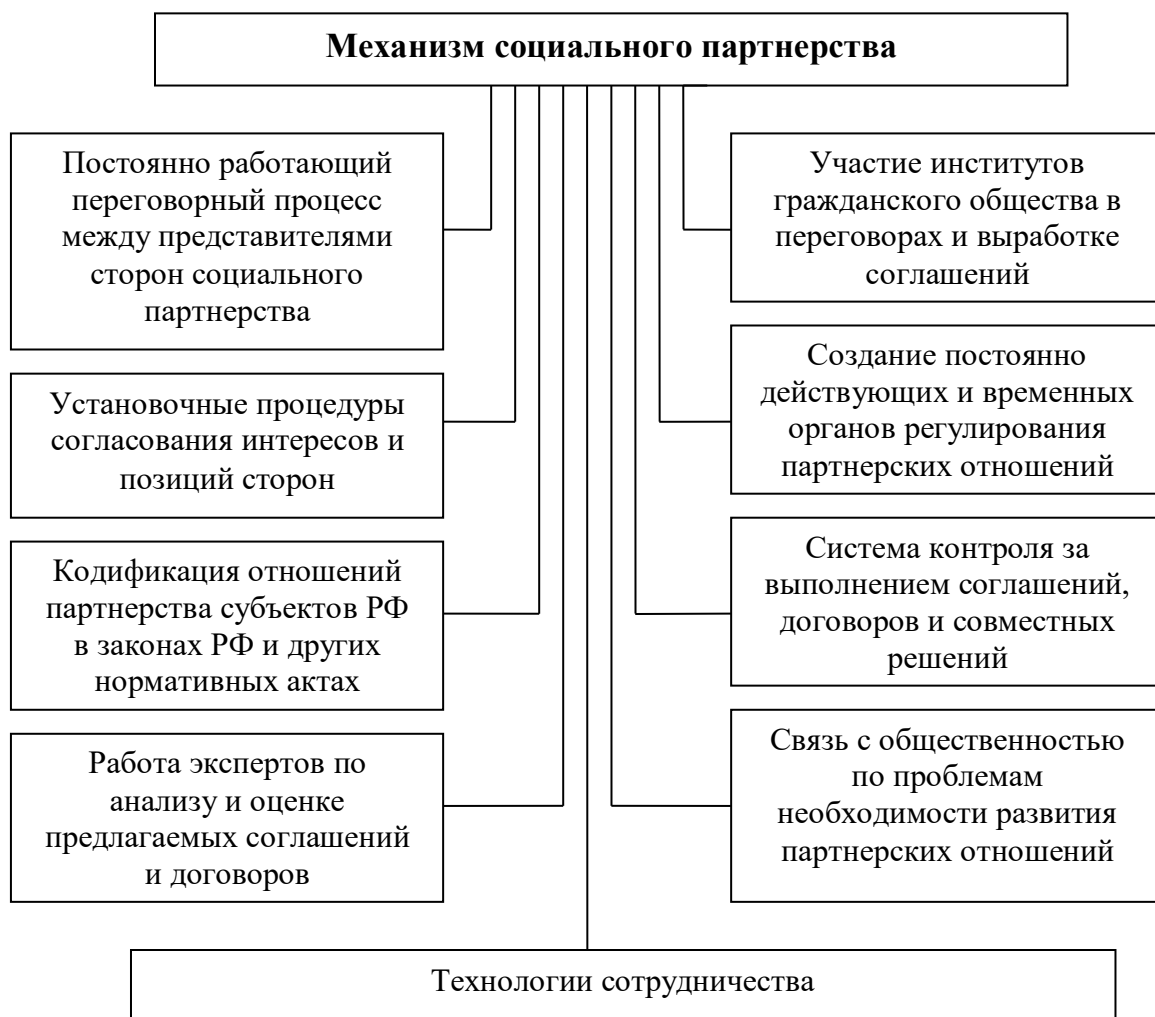 Механизм социального партнерства
Постоянно работающий
переговорный процесс
между представителями
сторон социального
партнерства
Установочные процедуры
согласования интересов и
позиций сторон
Кодификация отношений
партнерства субъектов РФ
в законах РФ и других
нормативных актах
Работа экспертов по
анализу и оценке
предлагаемых соглашений
и договоров
Участие институтов
гражданского общества в
переговорах и выработке
соглашений
Создание постоянно
действующих и временных
органов регулирования
партнерских отношений
Система контроля за
выполнением соглашений,
договоров и совместных
решений
Связь с общественностью
по проблемам
необходимости развития
партнерских отношений
Технологии сотрудничества